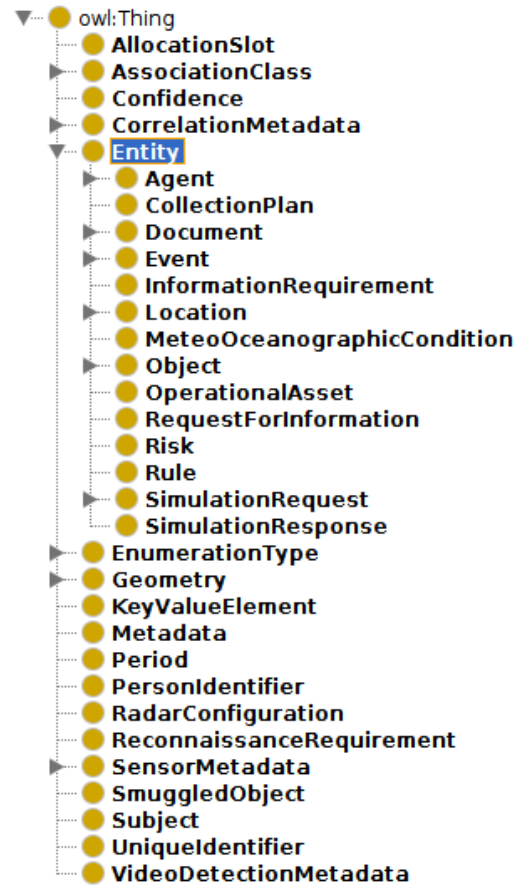 owl:Thing
AllocationSlot
AssociationClass
Confidence
CorrelationMetadata
Entity
Agent
CollectionPlan
Document
Event
InformationRequirement
Location
MeteoOceanographicCondition
Object
OperationalAsset
RequestForInformation
Risk
Rule
SimulationRequest
SimulationResponse
EnumerationType
Geometry
KeyValueElement
Metadata
Period
PersonIdentifier
RadarConfiguration
ReconnaissanceRequirement
SensorMetadata
SmuggledObject
Subject
UniqueIdentifier
VideoDetectionMetadata